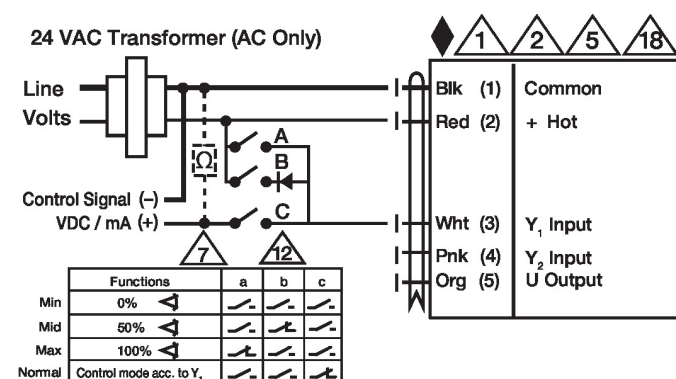 24 VAC Transformer (AC Only)
1 2 5 18
Line
Volts
Blk (1) Common
Red (2) + Hot
A
Ω
B
Control Signal (–)
VDC / mA (+)
C
Wht (3) Y₁ Input
Pnk (4) Y₂ Input
Org (5) U Output
7 12
Functions a b c
Min 0%
Mid 50%
Max 100%
Normal Control mode acc. to Y₁